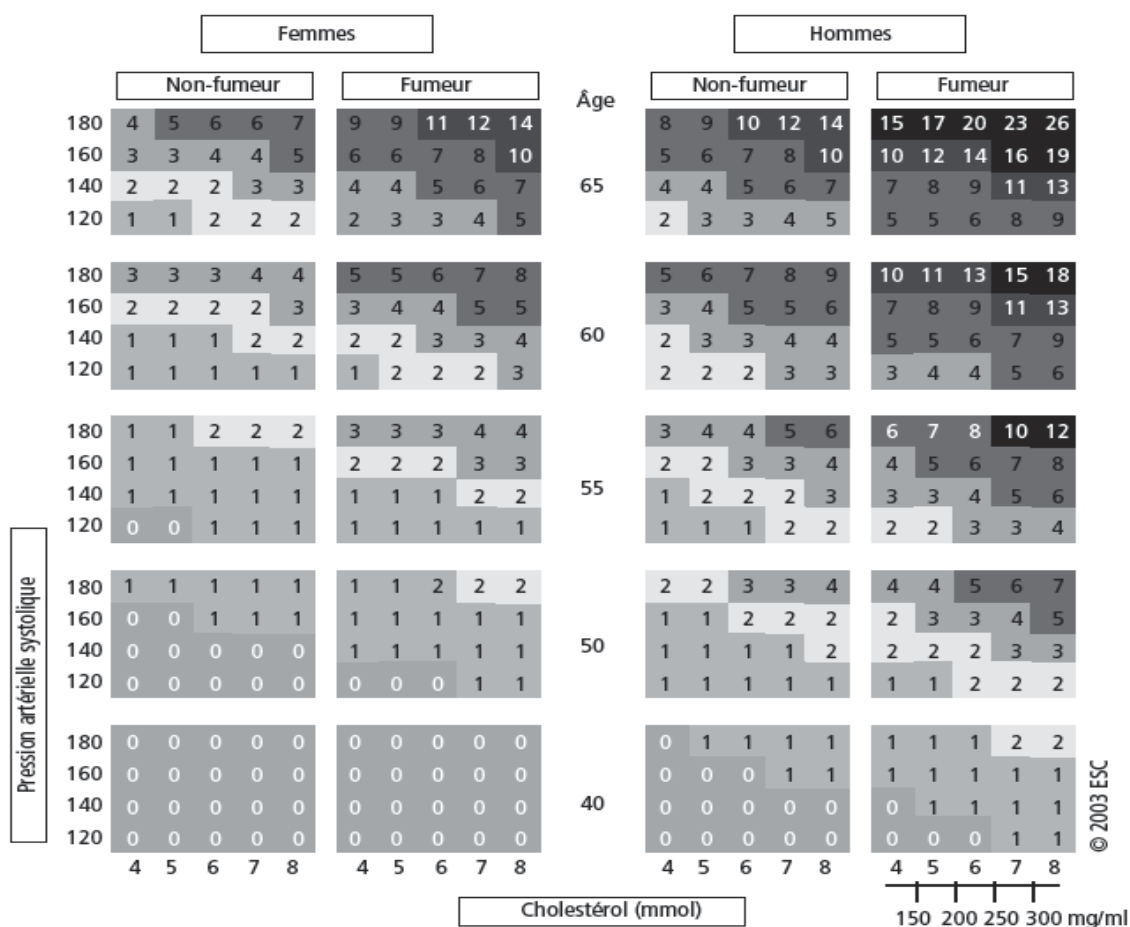 Femmes Hommes
Non-fumeur Fumeur Âge Non-fumeur Fumeur
180 4 5 6 6 7 9 9 11 12 14 8 9 10 12 14 15 17 20 23 26
160 3 3 4 4 5 6 6 7 8 10 5 6 7 8 10 10 12 14 16 19
140 2 2 2 3 3 4 4 5 6 7 65 4 4 5 6 7 7 8 9 11 13
120 1 1 2 2 2 2 3 3 4 5 2 3 3 4 5 5 5 6 8 9
180 3 3 3 4 4 5 5 6 7 8 5 6 7 8 9 10 11 13 15 18
160 2 2 2 2 3 3 4 4 5 5 3 4 5 5 6 7 8 9 11 13
140 1 1 1 2 2 2 2 3 3 4 60 2 3 3 4 4 5 5 6 7 9
120 1 1 1 1 1 1 2 2 2 3 2 2 2 3 3 3 4 4 5 6
180 1 1 2 2 2 3 3 3 4 4 3 4 4 5 6 6 7 8 10 12
160 1 1 1 1 1 2 2 2 3 3 2 2 3 3 4 4 5 6 7 8
140 1 1 1 1 1 1 1 1 2 2 55 1 2 2 2 3 3 3 4 5 6
120 0 0 1 1 1 1 1 1 1 1 1 1 1 2 2 2 2 3 3 4
180 1 1 1 1 1 1 1 2 2 2 2 2 3 3 4 4 4 5 6 7
160 0 0 1 1 1 1 1 1 1 1 1 1 2 2 2 2 3 3 4 5
140 0 0 0 0 0 1 1 1 1 1 50 1 1 1 1 2 2 2 2 3 3
120 0 0 0 0 0 0 0 0 1 1 1 1 1 1 1 1 1 2 2 2
180 0 0 0 0 0 0 0 0 0 0 0 1 1 1 1 1 1 1 2 2
160 0 0 0 0 0 0 0 0 0 0 0 0 0 1 1 1 1 1 1 1
140 0 0 0 0 0 0 0 0 0 0 40 0 0 0 0 0 0 1 1 1 1
120 0 0 0 0 0 0 0 0 0 0 0 0 0 0 0 0 0 0 1 1
4 5 6 7 8 4 5 6 7 8 4 5 6 7 8 4 5 6 7 8
Pression artérielle systolique
© 2003 ESC
Cholestérol (mmol)
150 200 250 300 mg/ml